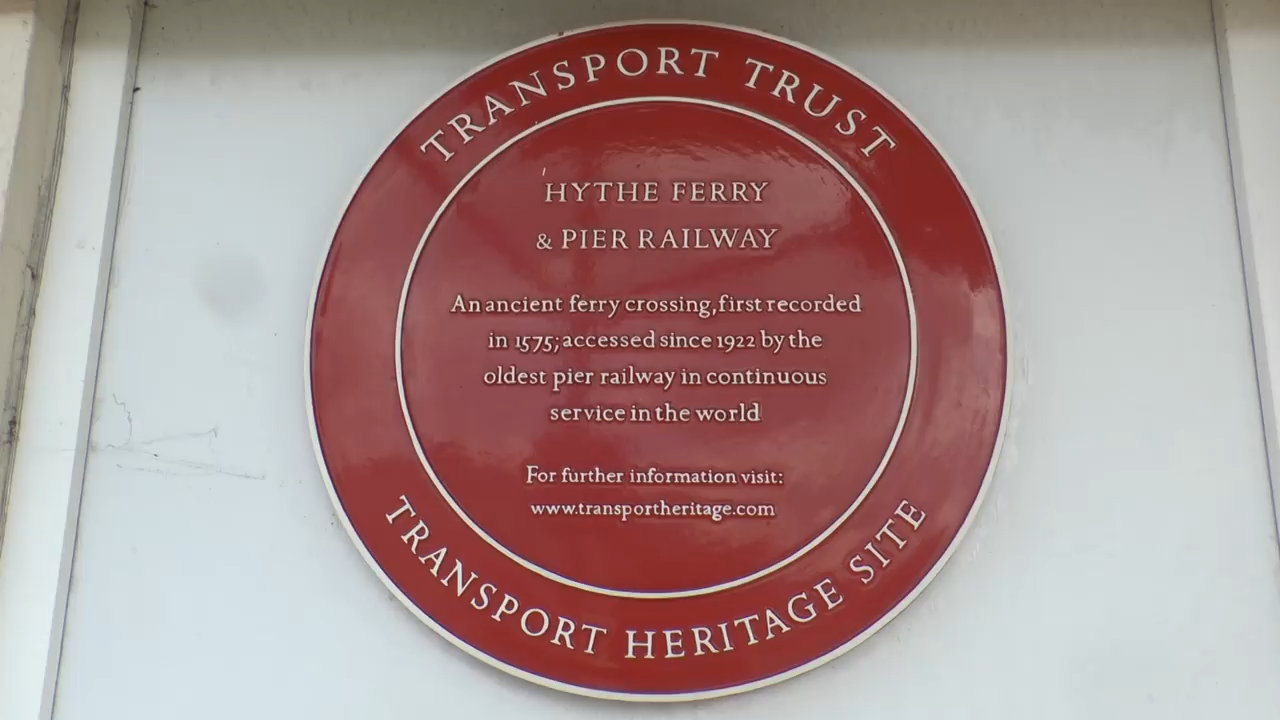 TRANSPORT TRUST
HYTHE FERRY
& PIER RAILWAY
An ancient ferry crossing, first recorded
in 1575; accessed since 1922 by the
oldest pier railway in continuous
service in the world
For further information visit:
www.transportheritage.com
TRANSPORT HERITAGE SITE